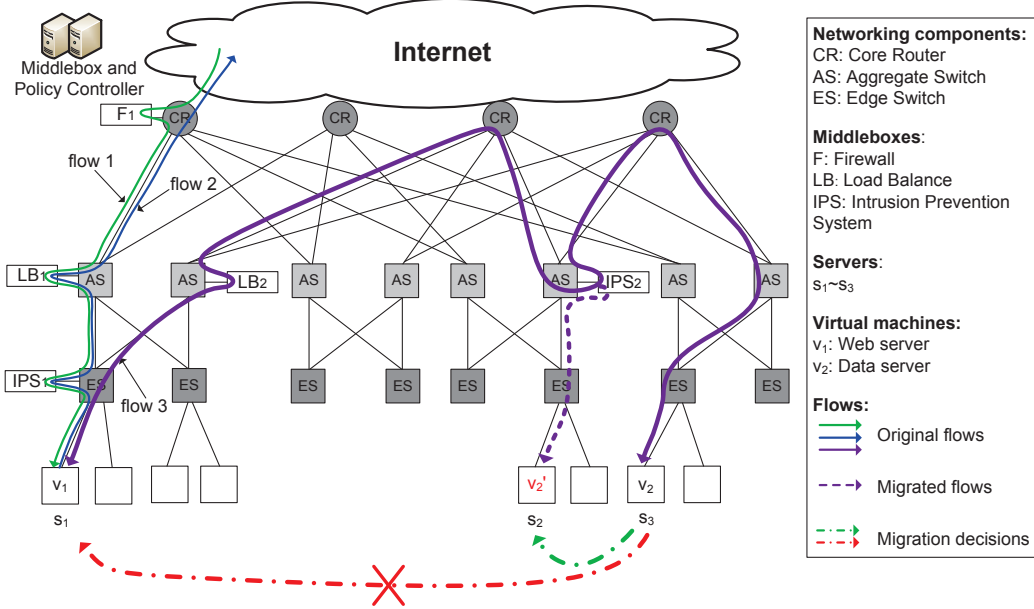 Internet
Middlebox and
Policy Controller
F1
CR
CR
CR
CR
flow 1
flow 2
LB1
AS
AS
LB2
AS
AS
AS
AS
IPS2
AS
AS
IPS1
ES
ES
ES
ES
ES
ES
ES
ES
flow 3
v1
v2'
v2
s1
s2
s3
Networking components:
CR: Core Router
AS: Aggregate Switch
ES: Edge Switch
Middleboxes:
F: Firewall
LB: Load Balance
IPS: Intrusion Prevention
System
Servers:
s1~s3
Virtual machines:
v1: Web server
v2: Data server
Flows:
Original flows
Migrated flows
Migration decisions